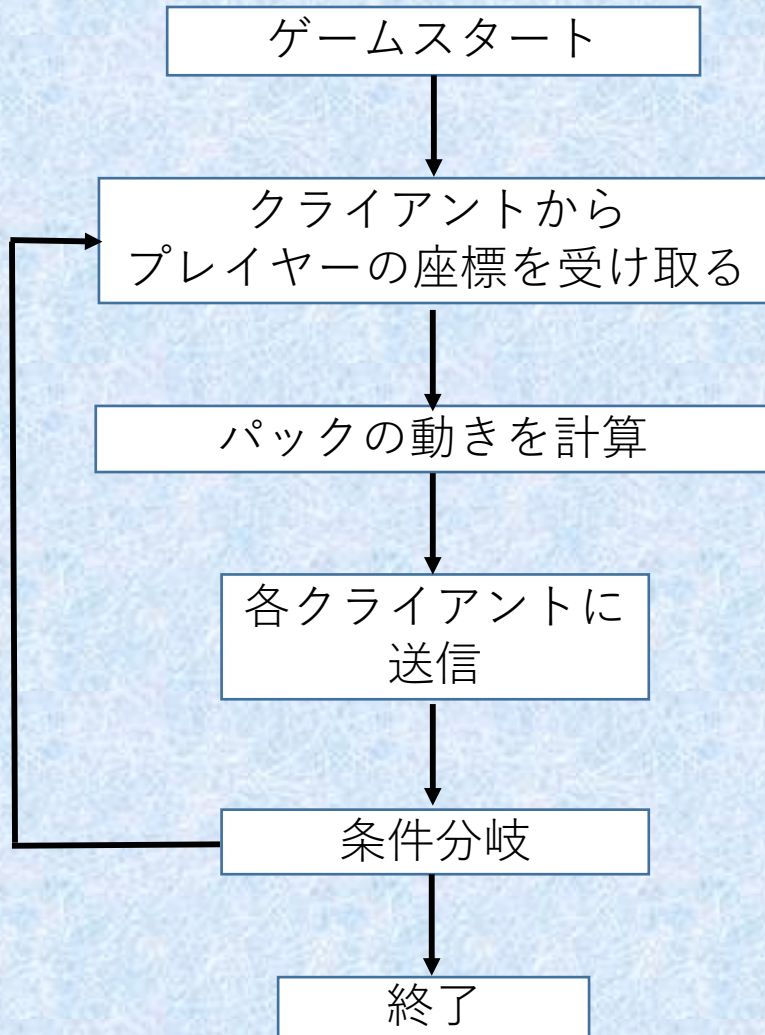 ゲームスタート
クライアントから
プレイヤーの座標を受け取る
パックの動きを計算
各クライアントに
送信
条件分岐
終了